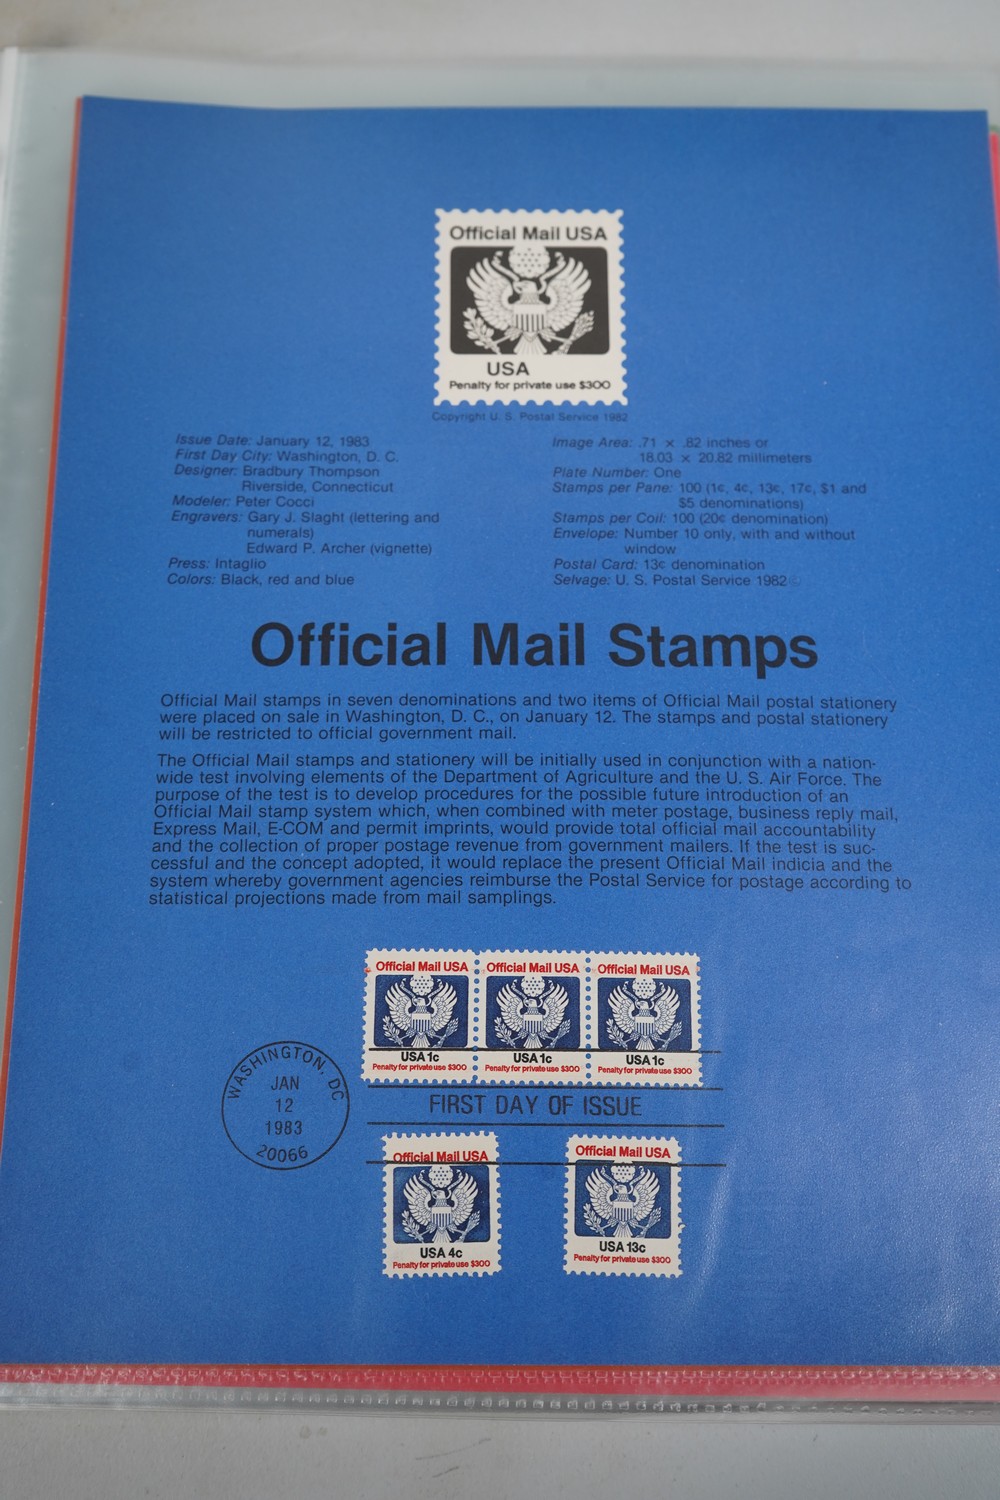 Official Mail USA
USA
Penalty for private use $300
Copyright U. S. Postal Service 1982
Issue Date: January 12, 1983
First Day City: Washington, D. C.
Designer: Bradbury Thompson
Riverside, Connecticut
Modeler: Peter Cocci
Engravers: Gary J. Slaght (lettering and
numerals)
Edward P. Archer (vignette)
Press: Intaglio
Colors: Black, red and blue
Image Area: .71 × .82 inches or
18.03 × 20.82 millimeters
Plate Number: One
Stamps per Pane: 100 (1¢, 4¢, 13¢, 17¢, $1 and
$5 denominations)
Stamps per Coil: 100 (20¢ denomination)
Envelope: Number 10 only, with and without
window
Postal Card: 13¢ denomination
Selvage: U. S. Postal Service 1982©
Official Mail Stamps
Official Mail stamps in seven denominations and two items of Official Mail postal stationery
were placed on sale in Washington, D. C., on January 12. The stamps and postal stationery
will be restricted to official government mail.
The Official Mail stamps and stationery will be initially used in conjunction with a nation-
wide test involving elements of the Department of Agriculture and the U. S. Air Force. The
purpose of the test is to develop procedures for the possible future introduction of an
Official Mail stamp system which, when combined with meter postage, business reply mail,
Express Mail, E-COM and permit imprints, would provide total official mail accountability
and the collection of proper postage revenue from government mailers. If the test is suc-
cessful and the concept adopted, it would replace the present Official Mail indicia and the
system whereby government agencies reimburse the Postal Service for postage according to
statistical projections made from mail samplings.
Official Mail USA Official Mail USA Official Mail USA
USA 1c USA 1c USA 1c
Penalty for private use $300 Penalty for private use $300 Penalty for private use $300
WASHINGTON, DC
JAN
12
1983
20066
FIRST DAY OF ISSUE
Official Mail USA Official Mail USA
USA 4c USA 13c
Penalty for private use $300 Penalty for private use $300